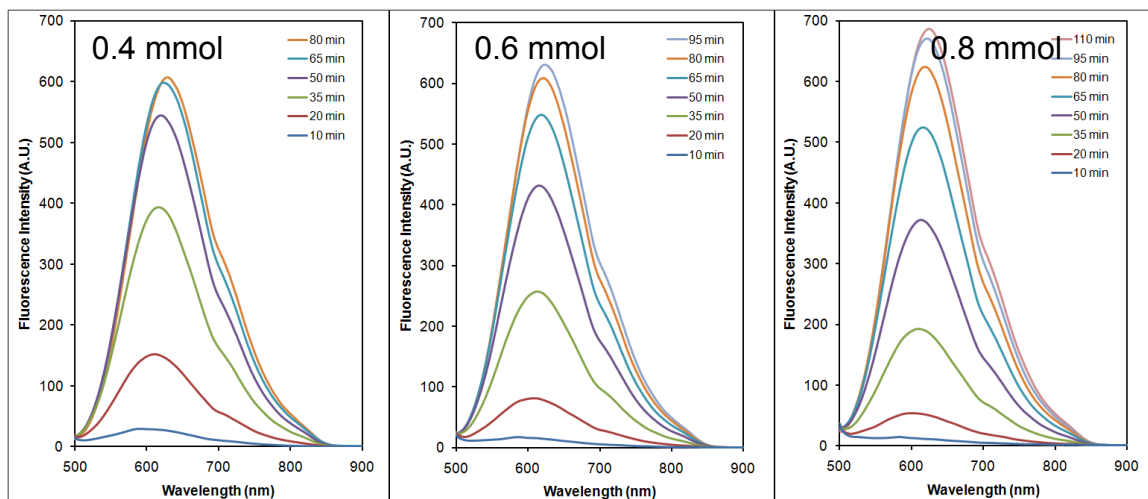 0.4 mmol
700
600
500
400
300
200
100
0
500
600
700
800
900
Fluorescence Intensity (A.U.)
Wavelength (nm)
80 min
65 min
50 min
35 min
20 min
10 min
0.6 mmol
700
600
500
400
300
200
100
0
500
600
700
800
900
Fluorescence Intensity (A.U.)
Wavelength (nm)
95 min
80 min
65 min
50 min
35 min
20 min
10 min
0.8 mmol
700
600
500
400
300
200
100
0
500
600
700
800
900
Fluorescence Intensity (A.U.)
Wavelength (nm)
110 min
95 min
80 min
65 min
50 min
35 min
20 min
10 min